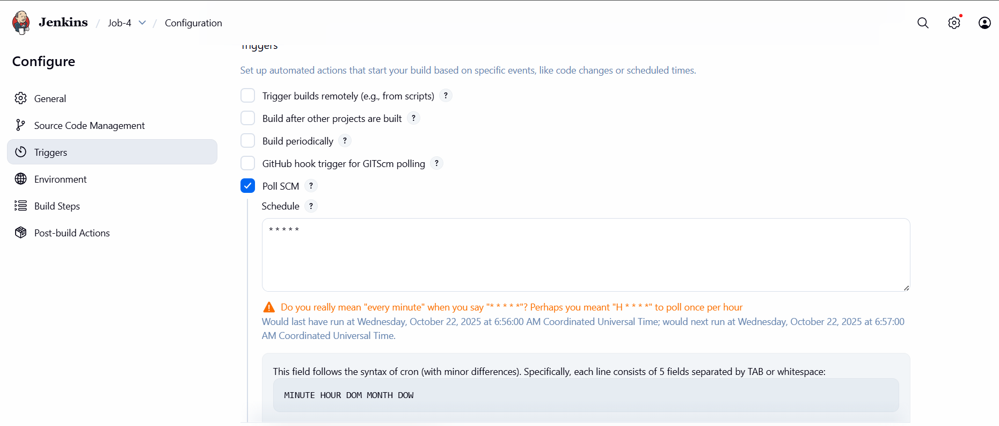 Jenkins / Job-4 / Configuration
Configure
General
Source Code Management
Triggers
Environment
Build Steps
Post-build Actions
Triggers
Set up automated actions that start your build based on specific events, like code changes or scheduled times.
Trigger builds remotely (e.g., from scripts) ?
Build after other projects are built ?
Build periodically ?
GitHub hook trigger for GITScm polling ?
Poll SCM ?
Schedule ?
* * * * *
Do you really mean "every minute" when you say "* * * * *"? Perhaps you meant "H * * * *" to poll once per hour
Would last have run at Wednesday, October 22, 2025 at 6:56:00 AM Coordinated Universal Time; would next run at Wednesday, October 22, 2025 at 6:57:00
AM Coordinated Universal Time.
This field follows the syntax of cron (with minor differences). Specifically, each line consists of 5 fields separated by TAB or whitespace:
MINUTE HOUR DOM MONTH DOW